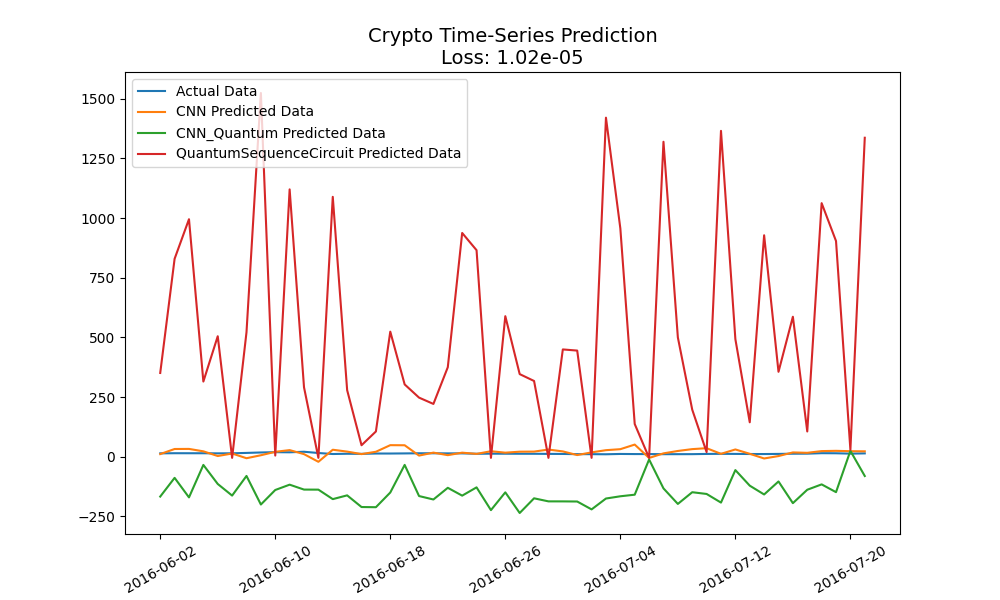 Crypto Time-Series Prediction
Loss: 1.02e-05
Actual Data
CNN Predicted Data
CNN_Quantum Predicted Data
QuantumSequenceCircuit Predicted Data
1500
1250
1000
750
500
250
0
−250
2016-06-02
2016-06-10
2016-06-18
2016-06-26
2016-07-04
2016-07-12
2016-07-20